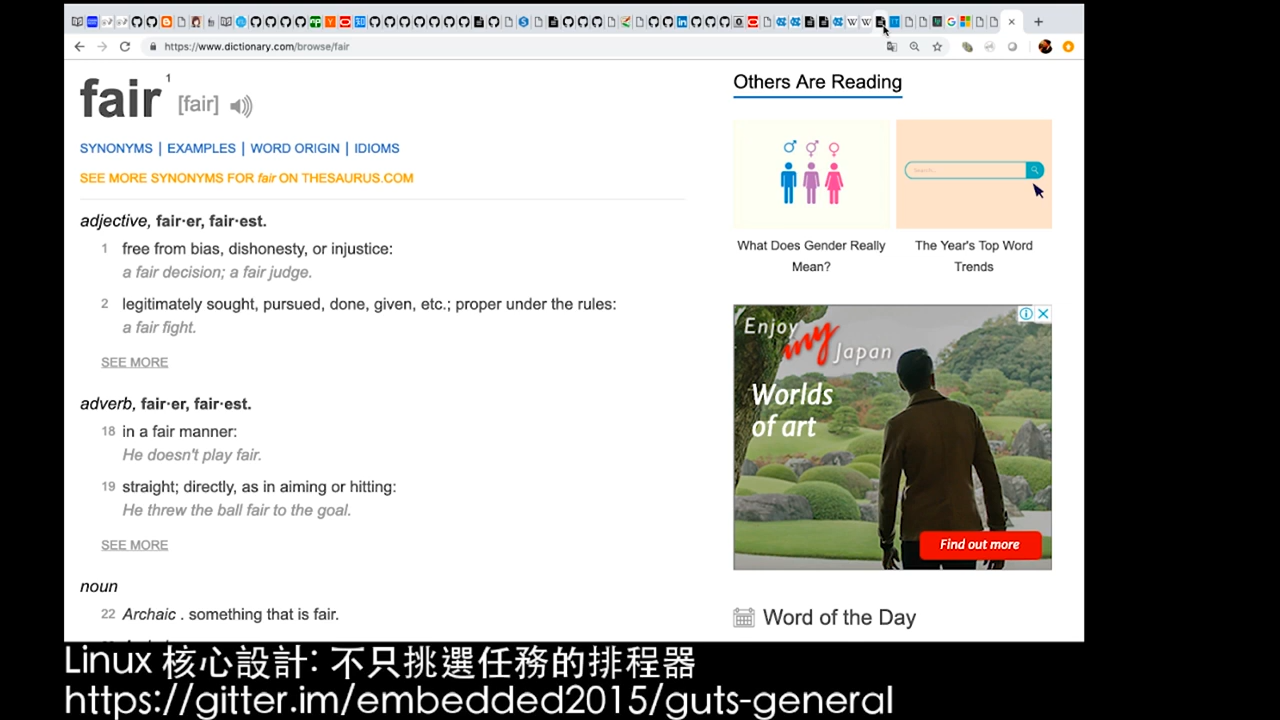 https://www.dictionary.com/browse/fair
fair 1 [fair]
SYNONYMS | EXAMPLES | WORD ORIGIN | IDIOMS
SEE MORE SYNONYMS FOR fair ON THESAURUS.COM
adjective, fair·er, fair·est.
1 free from bias, dishonesty, or injustice:
a fair decision; a fair judge.
2 legitimately sought, pursued, done, given, etc.; proper under the rules:
a fair fight.
SEE MORE
adverb, fair·er, fair·est.
18 in a fair manner:
He doesn't play fair.
19 straight; directly, as in aiming or hitting:
He threw the ball fair to the goal.
SEE MORE
noun
22 Archaic . something that is fair.
Others Are Reading
What Does Gender Really
Mean?
The Year's Top Word
Trends
Enjoy my Japan
Worlds
of art
Find out more
Word of the Day
Linux 核心設計: 不只挑選任務的排程器
https://gitter.im/embedded2015/guts-general